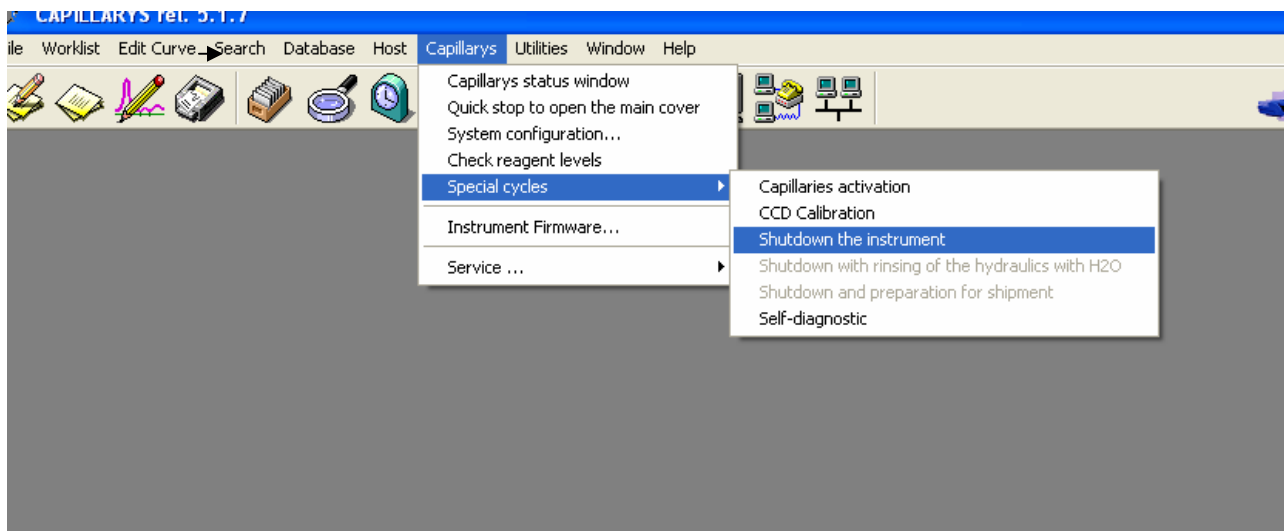 CAPILLARYS rel. 5.1.7
ile Worklist Edit Curve Search Database Host Capillarys Utilities Window Help
Capillarys status window
Quick stop to open the main cover
System configuration...
Check reagent levels
Special cycles
Instrument Firmware...
Service ...
Capillaries activation
CCD Calibration
Shutdown the instrument
Shutdown with rinsing of the hydraulics with H2O
Shutdown and preparation for shipment
Self-diagnostic